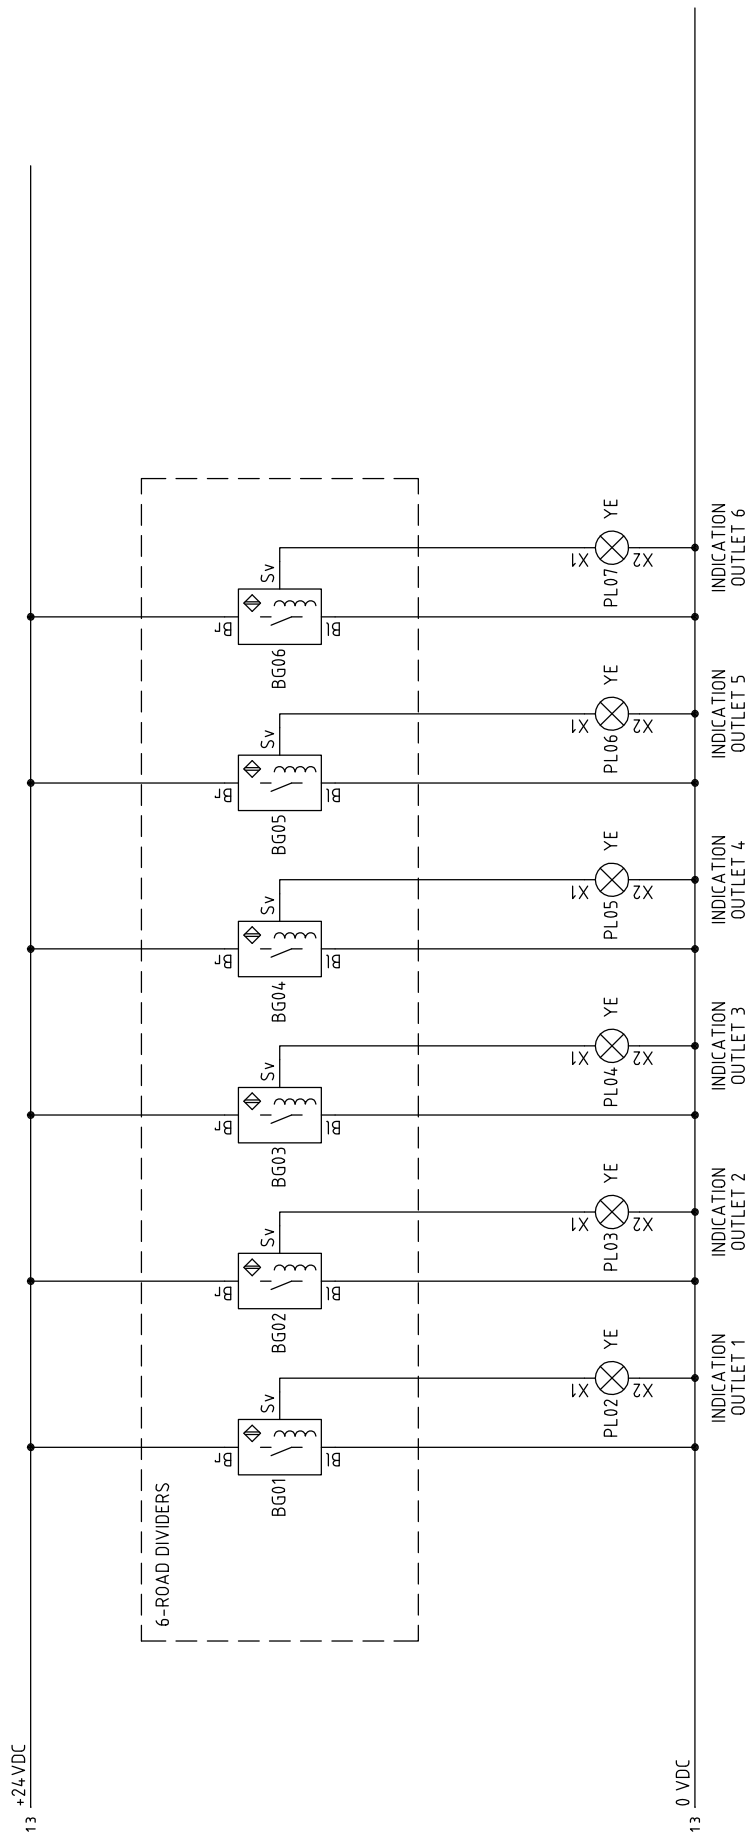 13
+24VDC
6-ROAD DIVIDERS
BG01
Br
Sv
Bl
BG02
Br
Sv
Bl
BG03
Br
Sv
Bl
BG04
Br
Sv
Bl
BG05
Br
Sv
Bl
BG06
Br
Sv
Bl
X1
PL02
YE
X2
X1
PL03
YE
X2
X1
PL04
YE
X2
X1
PL05
YE
X2
X1
PL06
YE
X2
X1
PL07
YE
X2
13
0 VDC
INDICATION
OUTLET 1
INDICATION
OUTLET 2
INDICATION
OUTLET 3
INDICATION
OUTLET 4
INDICATION
OUTLET 5
INDICATION
OUTLET 6